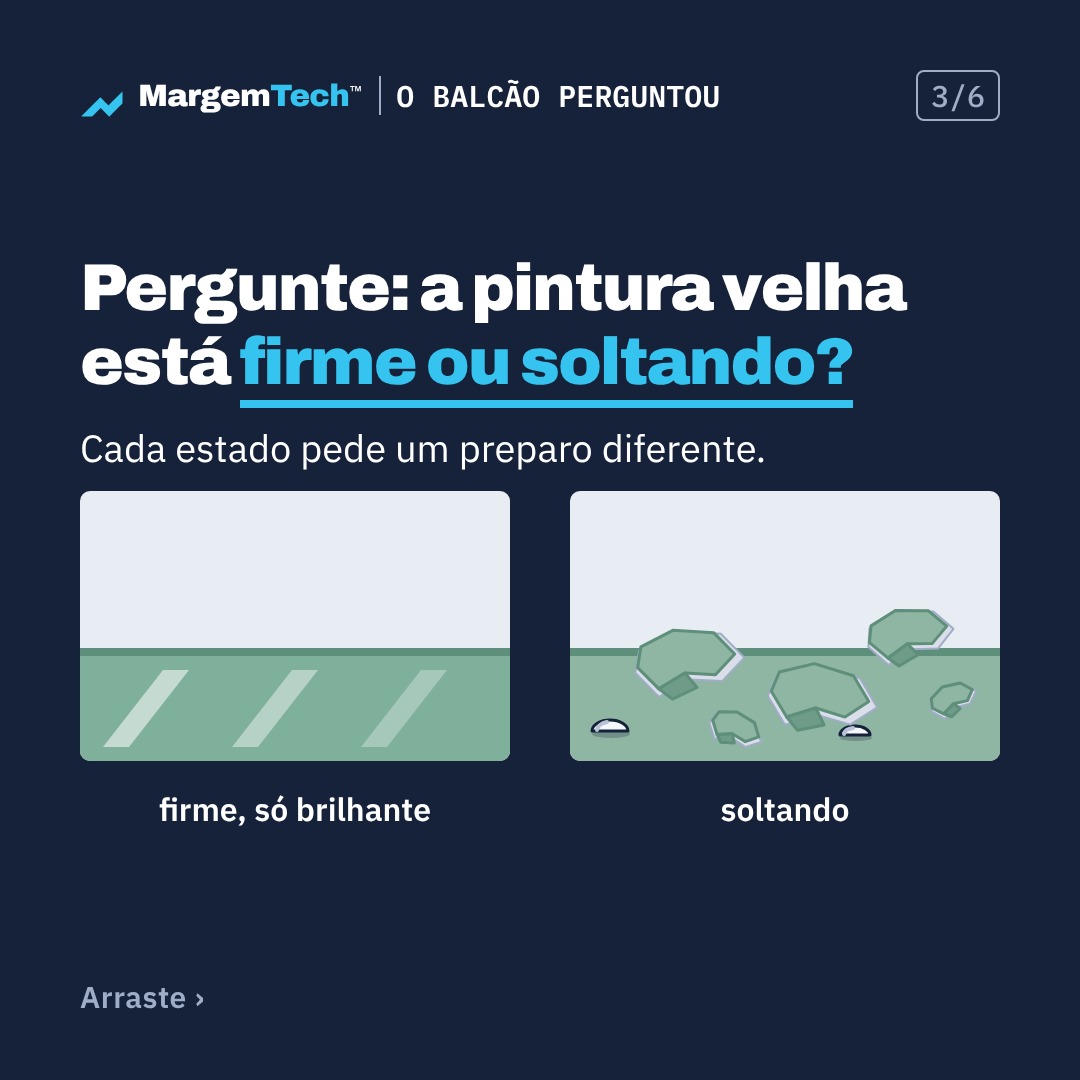 MargemTech™ | O BALCÃO PERGUNTOU
3/6
Pergunte: a pintura velha
está firme ou soltando?
Cada estado pede um preparo diferente.
firme, só brilhante
soltando
Arraste ›